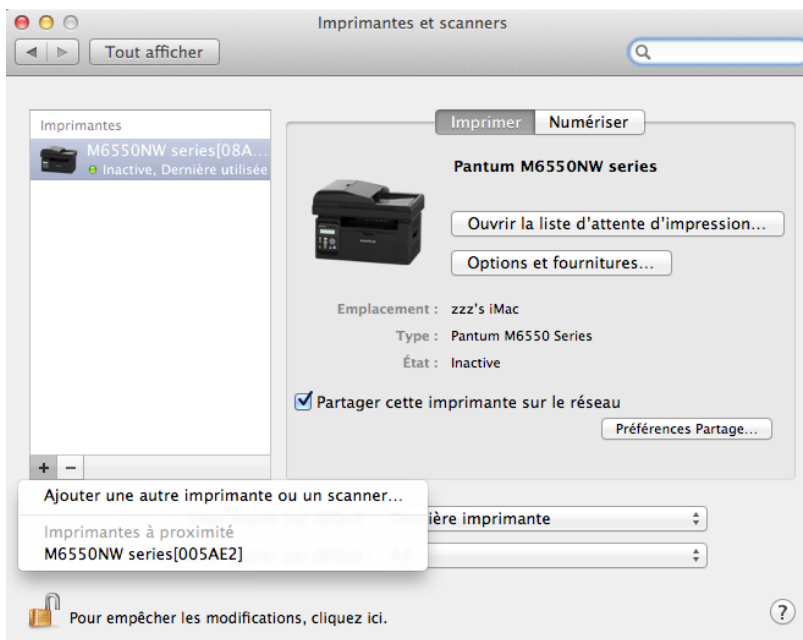 Imprimantes et scanners
Tout afficher
Imprimantes
M6550NW series[08A...
Inactive, Dernière utilisée
Imprimer
Numériser
Pantum M6550NW series
Ouvrir la liste d'attente d'impression...
Options et fournitures...
Emplacement : zzz's iMac
Type : Pantum M6550 Series
État : Inactive
Partager cette imprimante sur le réseau
Préférences Partage...
+ −
Ajouter une autre imprimante ou un scanner...
Imprimantes à proximité
M6550NW series[005AE2]
ière imprimante
Pour empêcher les modifications, cliquez ici.
?